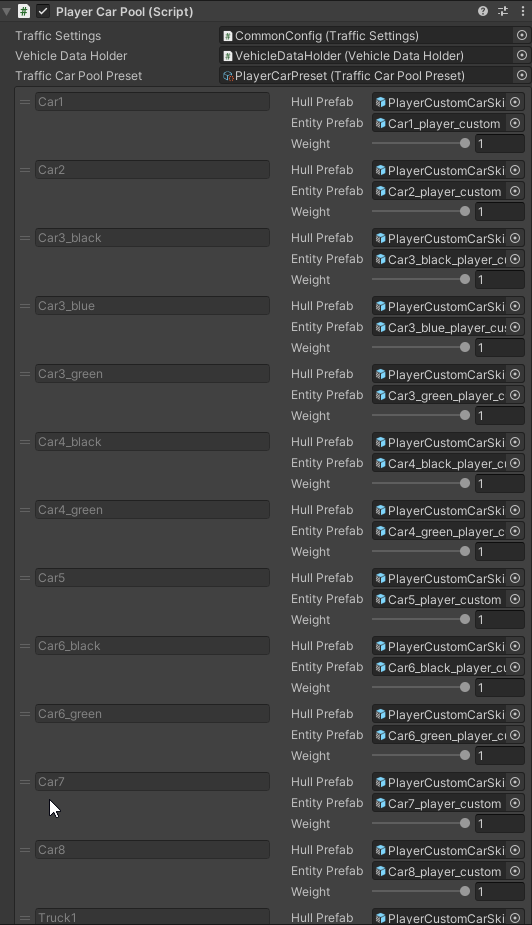 Player Car Pool (Script)
Traffic Settings CommonConfig (Traffic Settings)
Vehicle Data Holder VehicleDataHolder (Vehicle Data Holder)
Traffic Car Pool Preset PlayerCarPreset (Traffic Car Pool Preset)
Car1 Hull Prefab PlayerCustomCarSki
Entity Prefab Car1_player_custom
Weight 1
Car2 Hull Prefab PlayerCustomCarSki
Entity Prefab Car2_player_custom
Weight 1
Car3_black Hull Prefab PlayerCustomCarSki
Entity Prefab Car3_black_player_cu
Weight 1
Car3_blue Hull Prefab PlayerCustomCarSki
Entity Prefab Car3_blue_player_cus
Weight 1
Car3_green Hull Prefab PlayerCustomCarSki
Entity Prefab Car3_green_player_c
Weight 1
Car4_black Hull Prefab PlayerCustomCarSki
Entity Prefab Car4_black_player_cu
Weight 1
Car4_green Hull Prefab PlayerCustomCarSki
Entity Prefab Car4_green_player_c
Weight 1
Car5 Hull Prefab PlayerCustomCarSki
Entity Prefab Car5_player_custom
Weight 1
Car6_black Hull Prefab PlayerCustomCarSki
Entity Prefab Car6_black_player_cu
Weight 1
Car6_green Hull Prefab PlayerCustomCarSki
Entity Prefab Car6_green_player_cu
Weight 1
Car7 Hull Prefab PlayerCustomCarSki
Entity Prefab Car7_player_custom
Weight 1
Car8 Hull Prefab PlayerCustomCarSki
Entity Prefab Car8_player_custom
Weight 1
Truck1 Hull Prefab PlayerCustomCarSki